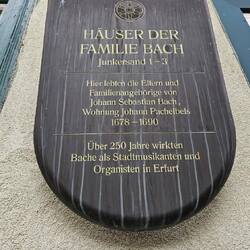 HÄUSER DER
FAMILIE BACH
Junkersand 1-3
Hier lebten die Eltern und
Familienangehörige von
Johann Sebastian Bach,
Wohnung Johann Pachelbels
1678 - 1690
Über 250 Jahre wirkten
Bache als Stadtmusikanten und
Organisten in Erfurt